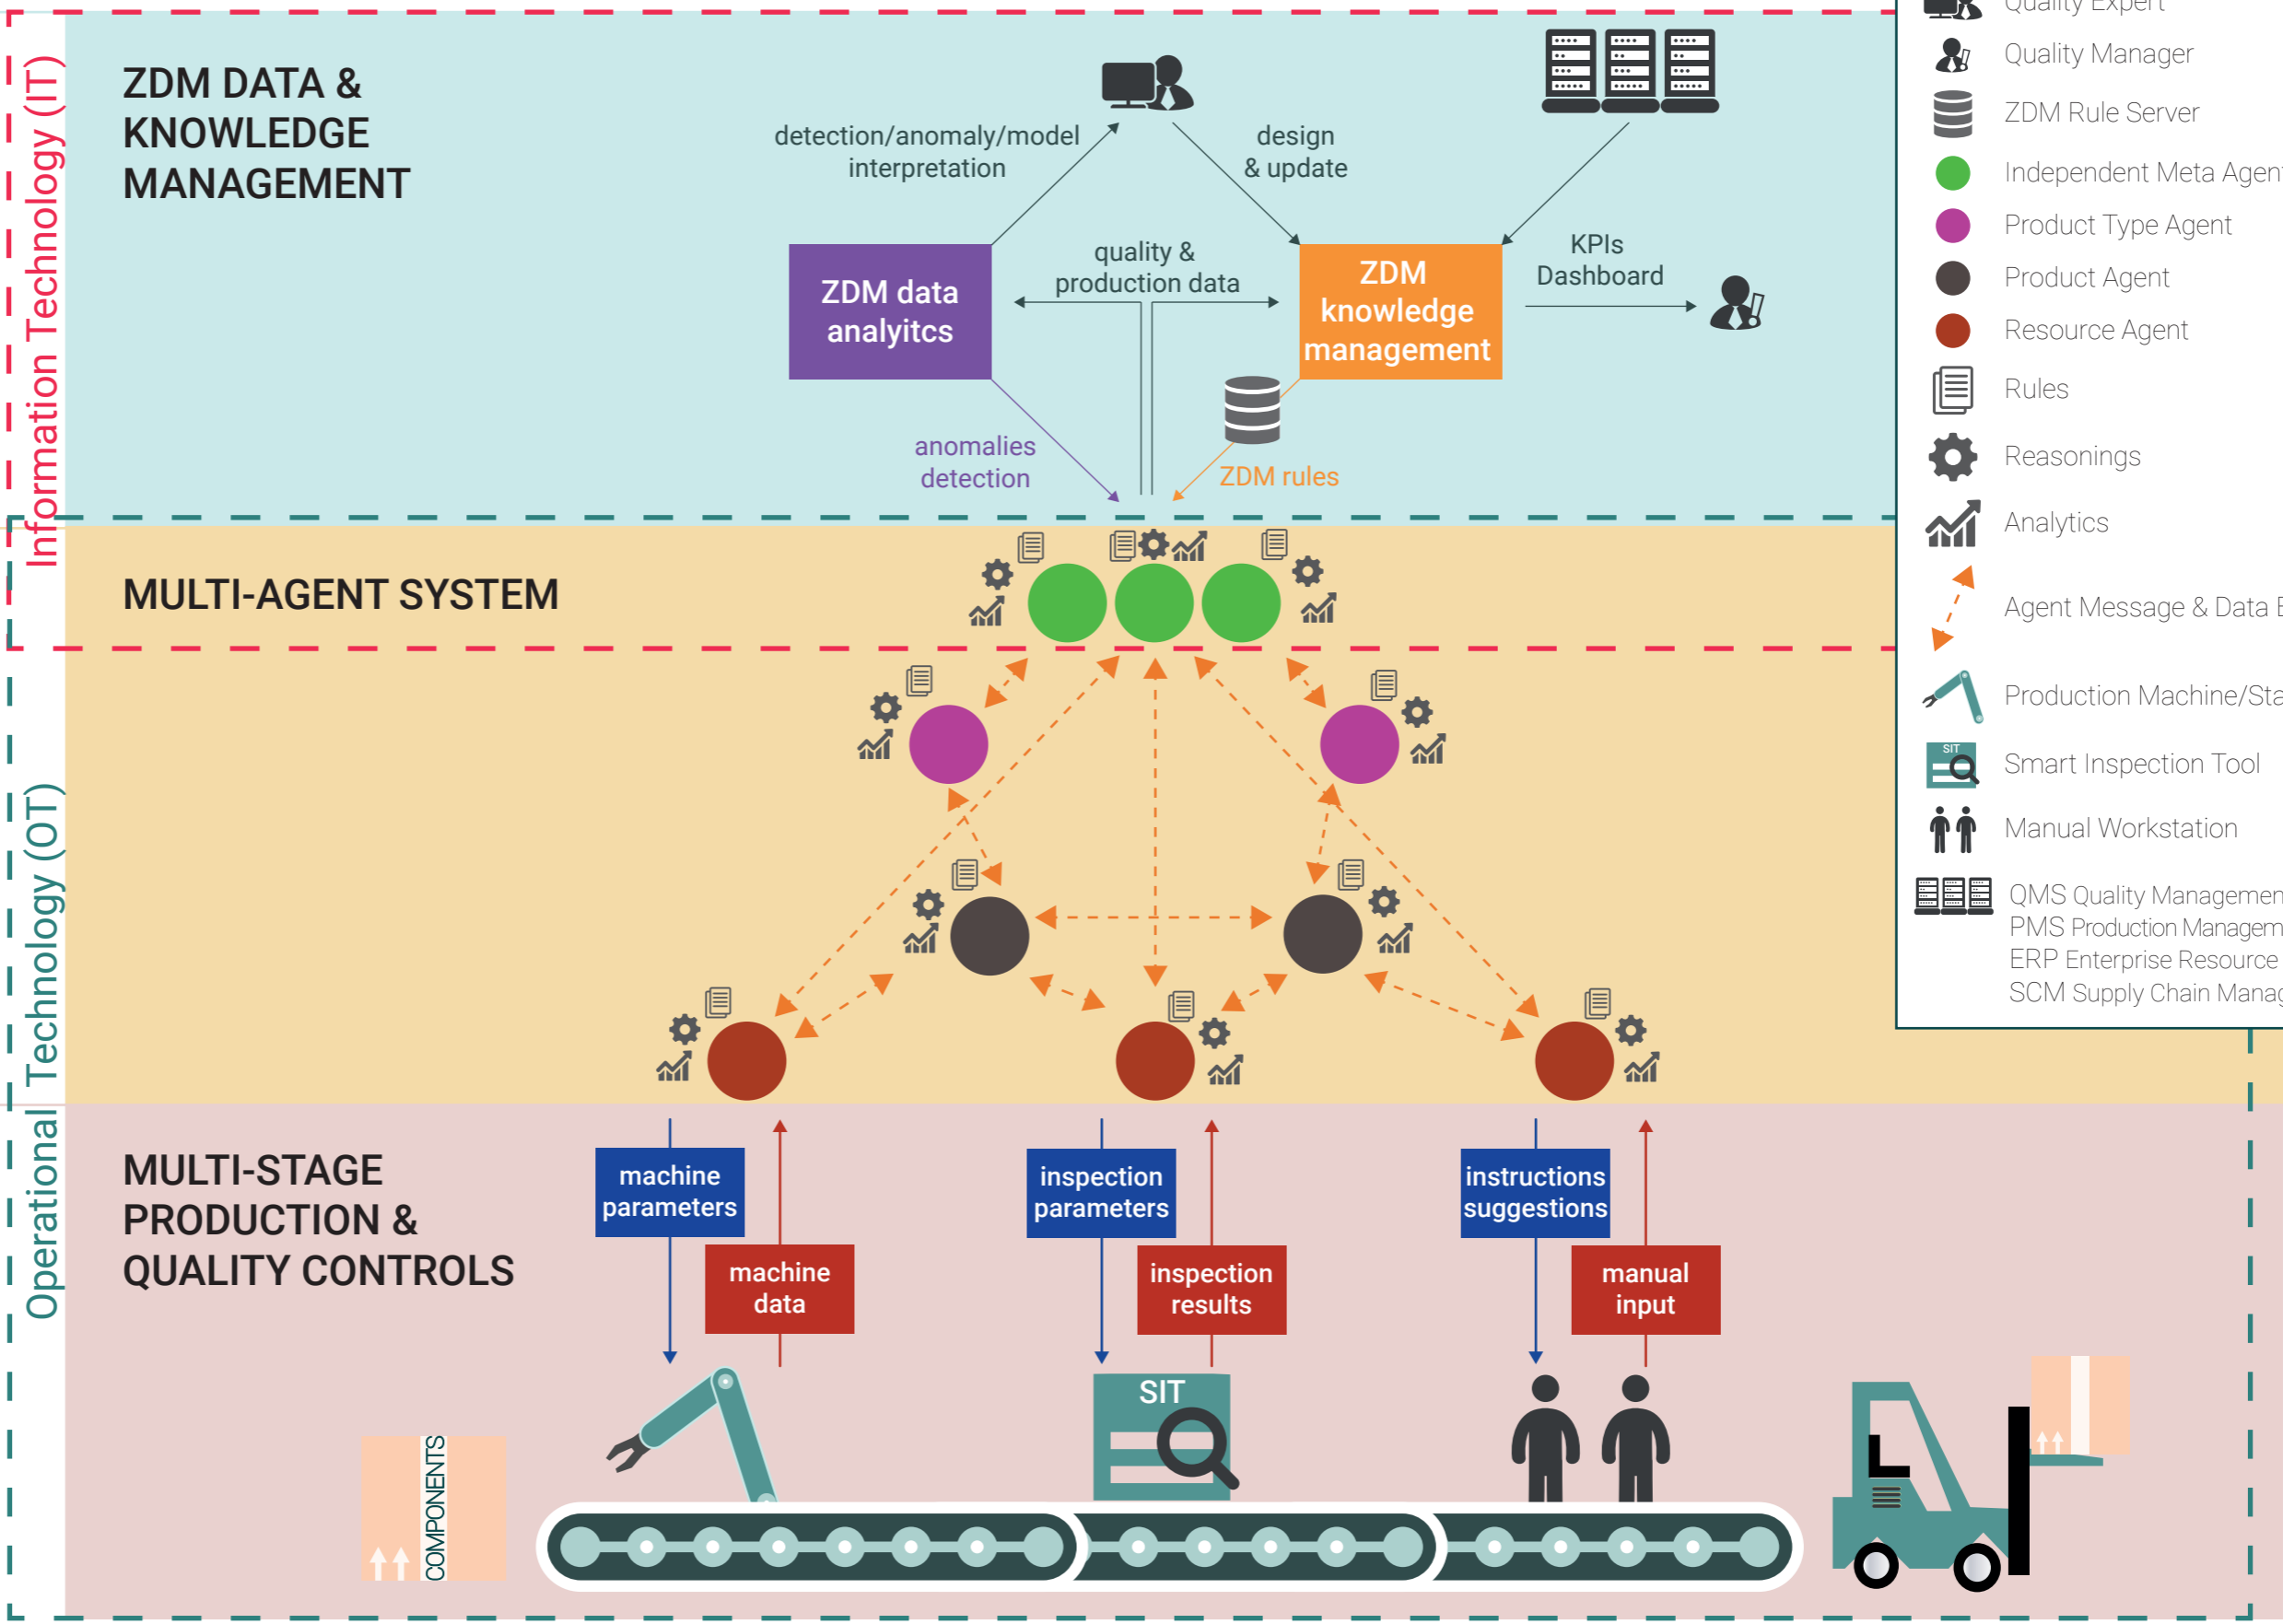 Information Technology (IT)
Operational Technology (OT)
ZDM DATA &
KNOWLEDGE
MANAGEMENT
detection/anomaly/model
interpretation
design
& update
quality &
production data
KPIs
Dashboard
ZDM data
analyitcs
ZDM
knowledge
management
anomalies
detection
ZDM rules
MULTI-AGENT SYSTEM
MULTI-STAGE
PRODUCTION &
QUALITY CONTROLS
machine
parameters
machine
data
inspection
parameters
inspection
results
instructions
suggestions
manual
input
SIT
COMPONENTS
Quality Expert
Quality Manager
ZDM Rule Server
Independent Meta Agent
Product Type Agent
Product Agent
Resource Agent
Rules
Reasonings
Analytics
Agent Message & Data
Production Machine/
SIT
Smart Inspection Tool
Manual Workstation
QMS Quality
PMS Production
ERP Enterprise Resource
SCM Supply Chain